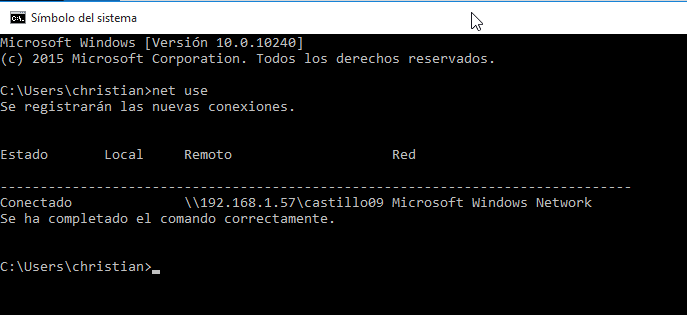 Símbolo del sistema
Microsoft Windows [Versión 10.0.10240]
(c) 2015 Microsoft Corporation. Todos los derechos reservados.
C:\Users\christian>net use
Se registrarán las nuevas conexiones.
Estado Local Remoto Red
-------------------------------------------------------------------------------
Conectado \\192.168.1.57\castillo09 Microsoft Windows Network
Se ha completado el comando correctamente.
C:\Users\christian>